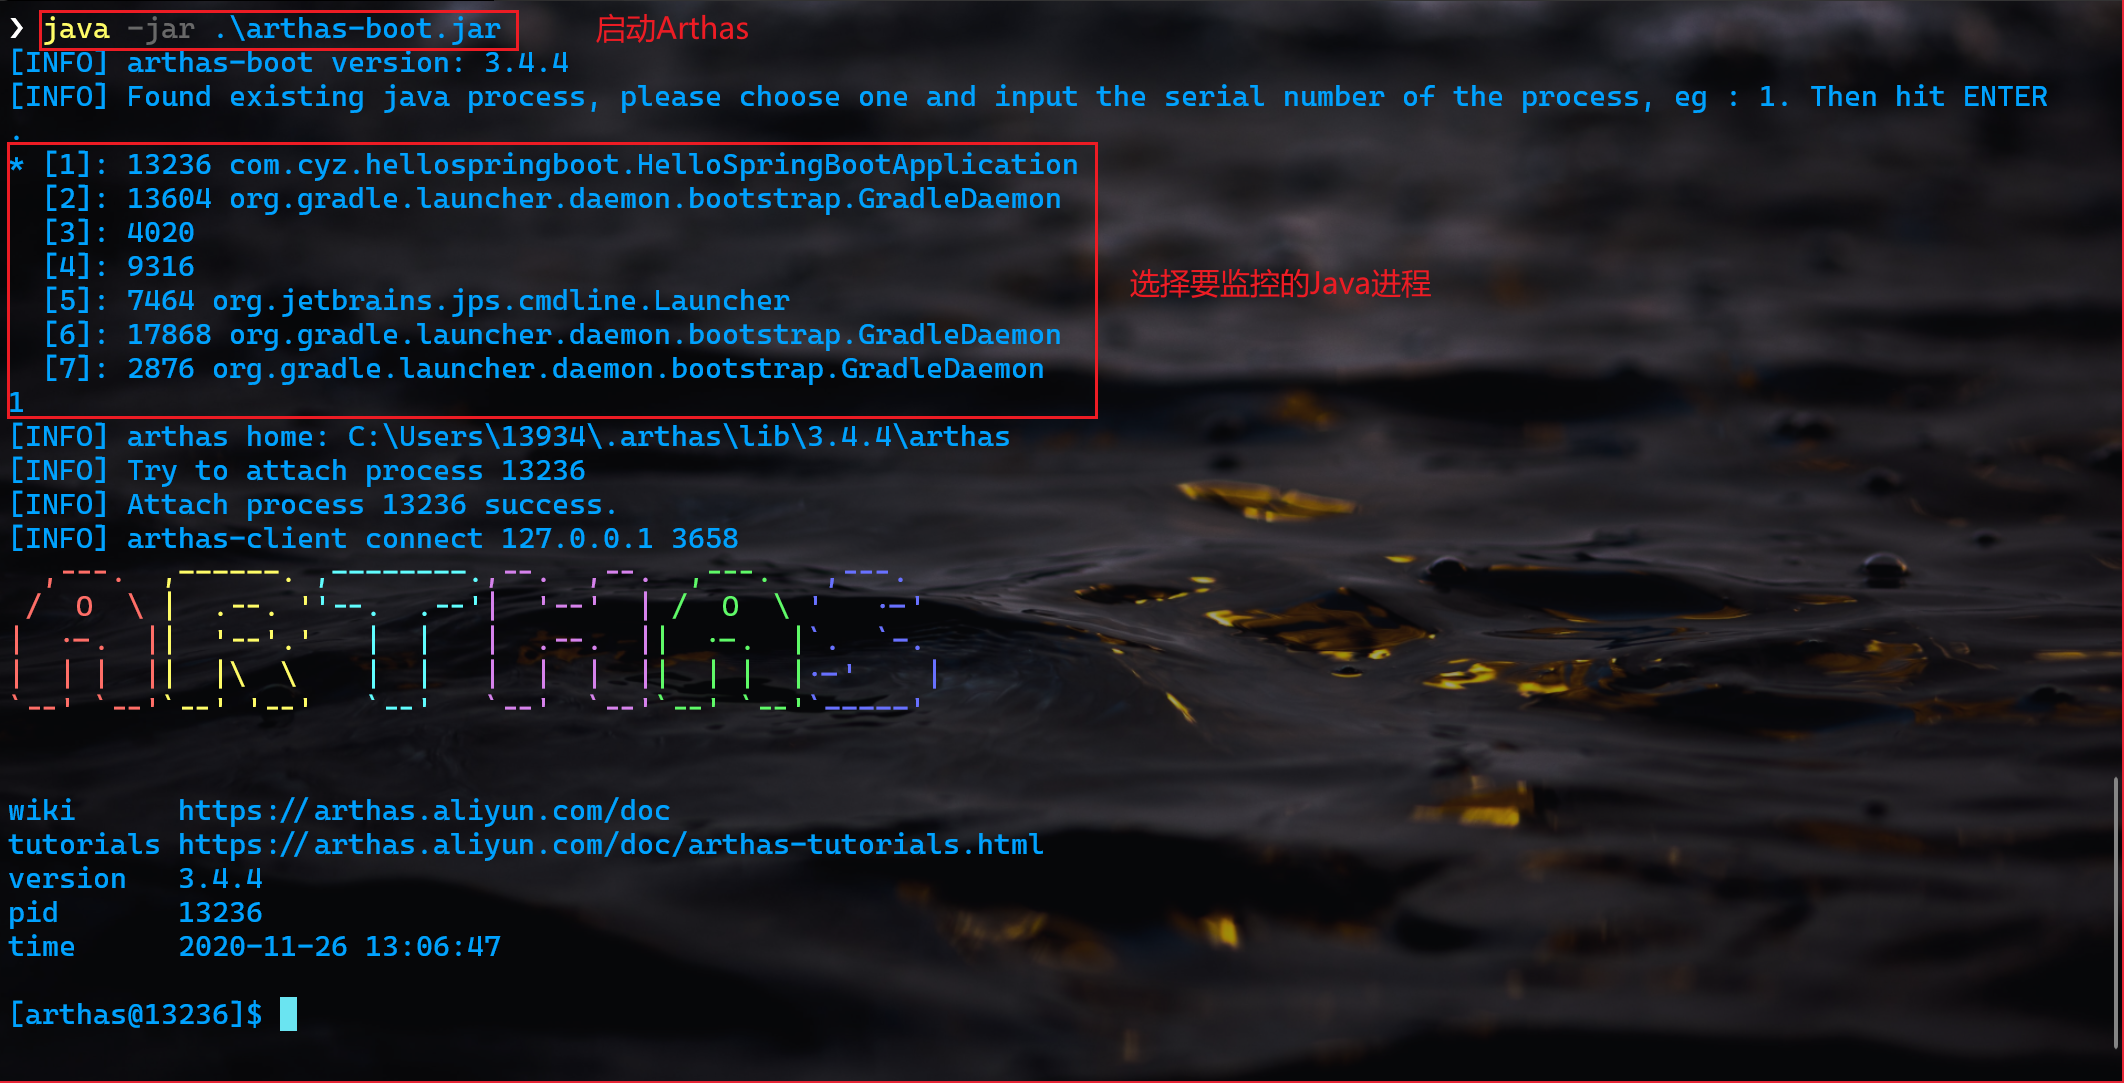 ❯ java -jar .\arthas-boot.jar 启动Arthas
[INFO] arthas-boot version: 3.4.4
[INFO] Found existing java process, please choose one and input the serial number of the process, eg : 1. Then hit ENTER
.
* [1]: 13236 com.cyz.hellospringboot.HelloSpringBootApplication
[2]: 13604 org.gradle.launcher.daemon.bootstrap.GradleDaemon
[3]: 4020
[4]: 9316
选择要监控的Java进程
[5]: 7464 org.jetbrains.jps.cmdline.Launcher
[6]: 17868 org.gradle.launcher.daemon.bootstrap.GradleDaemon
[7]: 2876 org.gradle.launcher.daemon.bootstrap.GradleDaemon
1
[INFO] arthas home: C:\Users\13934\.arthas\lib\3.4.4\arthas
[INFO] Try to attach process 13236
[INFO] Attach process 13236 success.
[INFO] arthas-client connect 127.0.0.1 3658
ARTHAS
wiki https://arthas.aliyun.com/doc
tutorials https://arthas.aliyun.com/doc/arthas-tutorials.html
version 3.4.4
pid 13236
time 2020-11-26 13:06:47
[arthas@13236]$